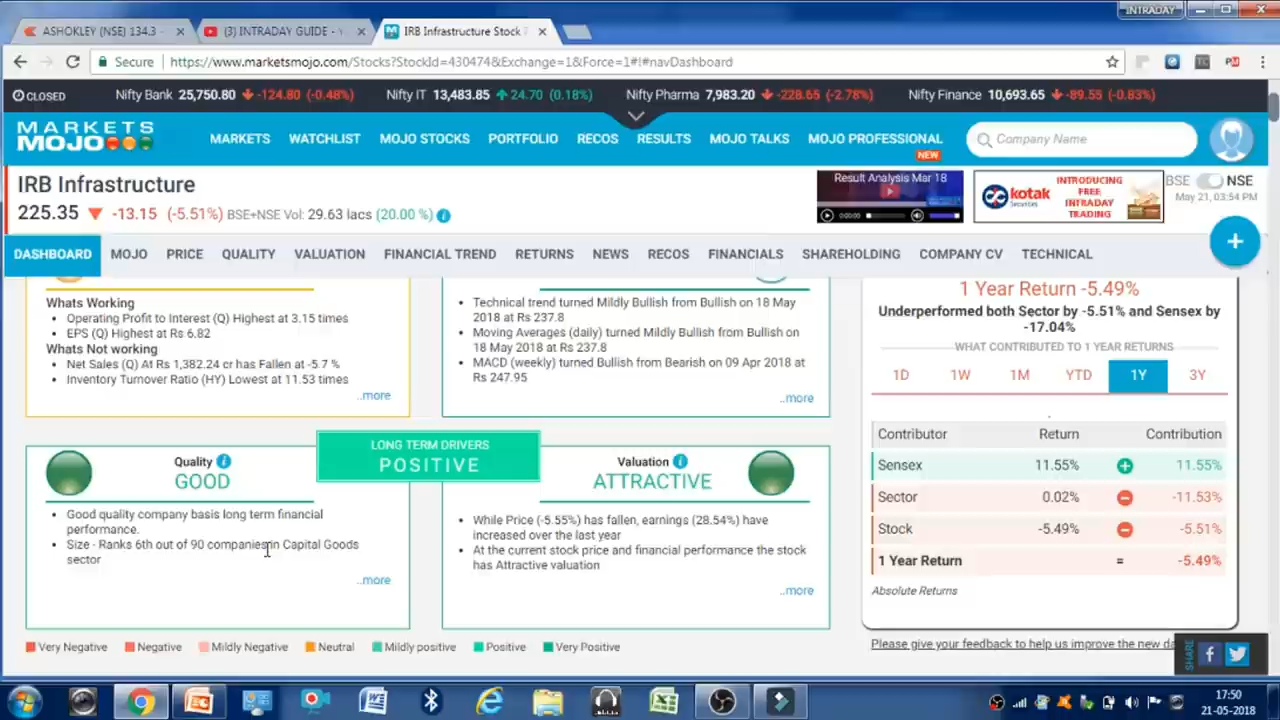 INTRADAY
ASHOKLEY (NSE) 134.3
(3) INTRADAY GUIDE - Y
IRB Infrastructure Stock
Secure
https://www.marketsmojo.com/Stocks?StockId=430474&Exchange=1&Force=1#!#navDashboard
CLOSED
Nifty Bank 25,750.80 -124.80 (-0.48%)
Nifty IT 13,483.85 24.70 (0.18%)
Nifty Pharma 7,983.20 -228.65 (-2.78%)
Nifty Finance 10,693.65 -89.55 (-0.83%)
MARKETS
MOJO
MARKETS WATCHLIST MOJO STOCKS PORTFOLIO RECOS RESULTS MOJO TALKS MOJO PROFESSIONAL
NEW
Company Name
IRB Infrastructure
225.35 -13.15 (-5.51%) BSE+NSE Vol: 29.63 lacs (20.00 %)
Result Analysis Mar 18
0:00:00
kotak
Securities
INTRODUCING
FREE
INTRADAY
TRADING
BSE NSE
May 21, 03:54 PM
+
DASHBOARD MOJO PRICE QUALITY VALUATION FINANCIAL TREND RETURNS NEWS RECOS FINANCIALS SHAREHOLDING COMPANY CV TECHNICAL
Whats Working
• Operating Profit to Interest (Q) Highest at 3.15 times
• EPS (Q) Highest at Rs 6.82
Whats Not working
• Net Sales (Q) At Rs 1,382.24 cr has Fallen at -5.7 %
• Inventory Turnover Ratio (HY) Lowest at 11.53 times
..more
• Technical trend turned Mildly Bullish from Bullish on 18 May
2018 at Rs 237.8
• Moving Averages (daily) turned Mildly Bullish from Bullish on
18 May 2018 at Rs 237.8
• MACD (weekly) turned Bullish from Bearish on 09 Apr 2018 at
Rs 247.95
..more
LONG TERM DRIVERS
POSITIVE
Quality
GOOD
• Good quality company basis long term financial
performance.
• Size - Ranks 6th out of 90 companies in Capital Goods
sector
..more
Valuation
ATTRACTIVE
• While Price (-5.55%) has fallen, earnings (28.54%) have
increased over the last year
• At the current stock price and financial performance the stock
has Attractive valuation
..more
1 Year Return -5.49%
Underperformed both Sector by -5.51% and Sensex by
-17.04%
WHAT CONTRIBUTED TO 1 YEAR RETURNS
1D 1W 1M YTD 1Y 3Y
Contributor Return Contribution
Sensex 11.55% + 11.55%
Sector 0.02% - -11.53%
Stock -5.49% - -5.51%
1 Year Return = -5.49%
Absolute Returns
Very Negative Negative Mildly Negative Neutral Mildly positive Positive Very Positive
Please give your feedback to help us improve the new da
SHARE
17:50
21-05-2018